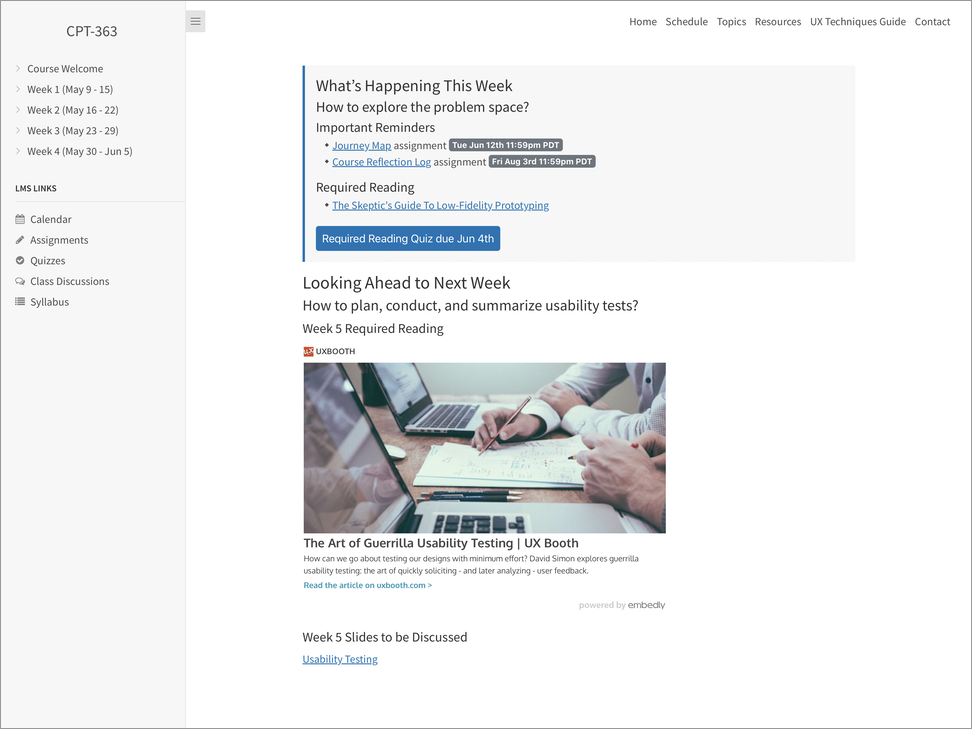 CPT-363
Home Schedule Topics Resources UX Techniques Guide Contact
Course Welcome
Week 1 (May 9 - 15)
Week 2 (May 16 - 22)
Week 3 (May 23 - 29)
Week 4 (May 30 - Jun 5)
LMS LINKS
Calendar
Assignments
Quizzes
Class Discussions
Syllabus
What’s Happening This Week
How to explore the problem space?
Important Reminders
• Journey Map assignment Tue Jun 12th 11:59pm PDT
• Course Reflection Log assignment Fri Aug 3rd 11:59pm PDT
Required Reading
• The Skeptic’s Guide To Low-Fidelity Prototyping
Required Reading Quiz due Jun 4th
Looking Ahead to Next Week
How to plan, conduct, and summarize usability tests?
Week 5 Required Reading
UXBOOTH
The Art of Guerrilla Usability Testing | UX Booth
How can we go about testing our designs with minimum effort? David Simon explores guerrilla
usability testing: the art of quickly soliciting - and later analyzing - user feedback.
Read the article on uxbooth.com >
powered by embedly
Week 5 Slides to be Discussed
Usability Testing